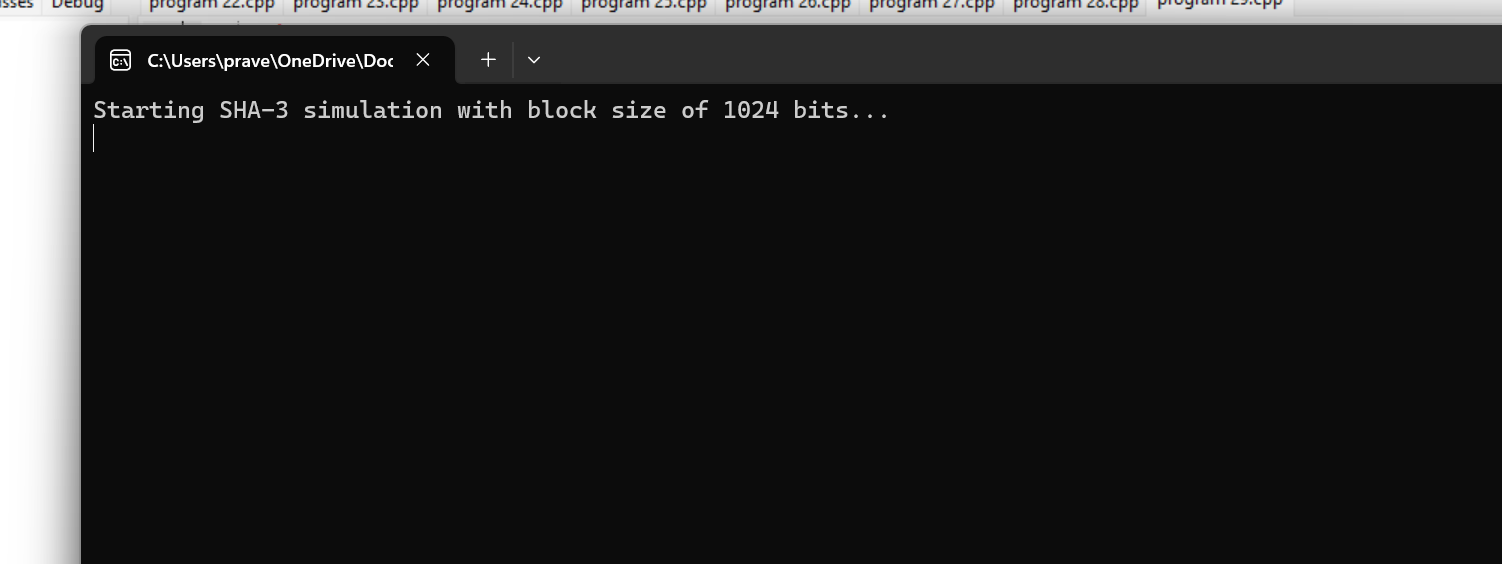 Debug program 22.cpp program 23.cpp program 24.cpp program 25.cpp program 26.cpp program 27.cpp program 28.cpp program 29.cpp
C:\Users\prave\OneDrive\Doc
Starting SHA-3 simulation with block size of 1024 bits...